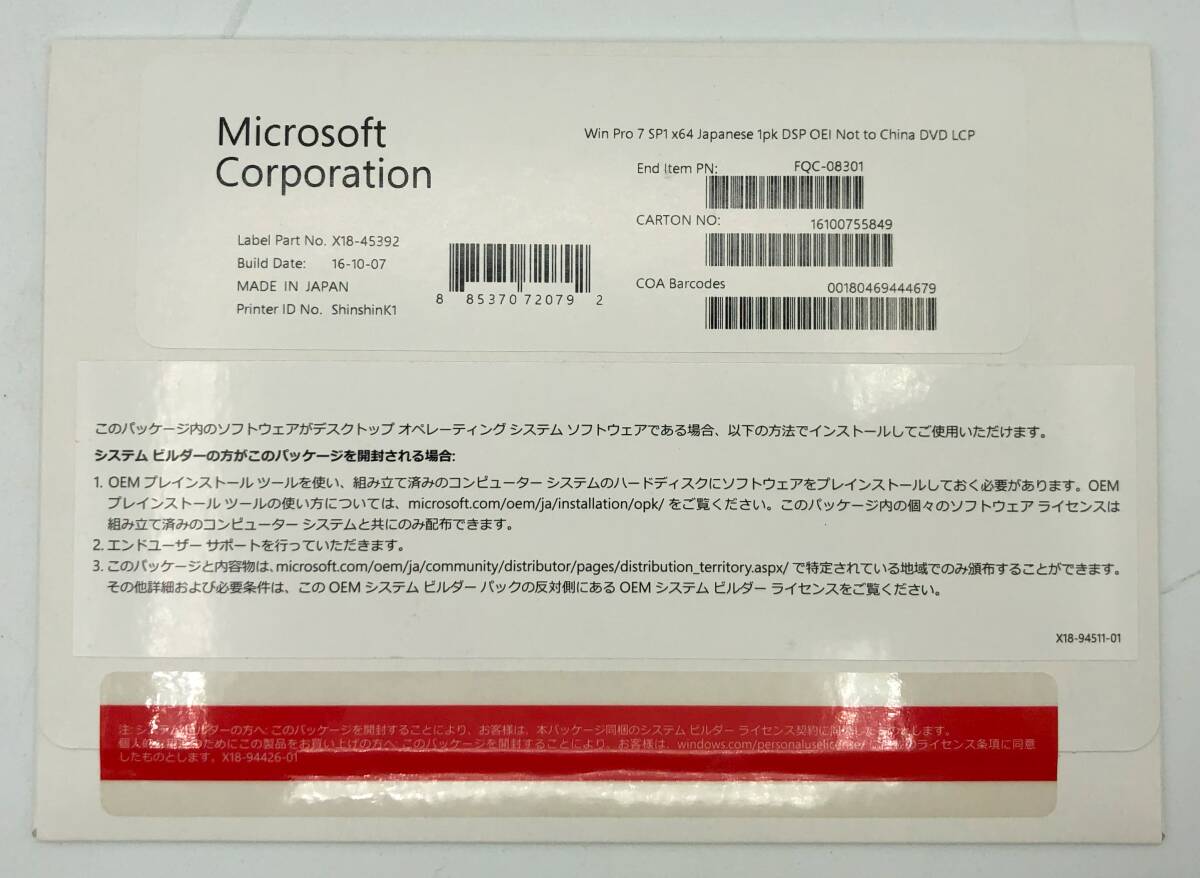 Microsoft
Corporation
Win Pro 7 SP1 x64 Japanese 1pk DSP OEI Not to China DVD LCP
End Item PN: FQC-08301
CARTON NO: 16100755849
COA Barcodes 00180469444679
Label Part No. X18-45392
Build Date: 16-10-07
MADE IN JAPAN
Printer ID No. ShinshinK1
8 85370 72079 2
このパッケージ内のソフトウェアがデスクトップ オペレーティング システム ソフトウェアである場合、以下の方法でインストールしてご使用いただけます。
システム ビルダーの方がこのパッケージを開封される場合:
1. OEM プレインストール ツールを使い、組み立て済みのコンピューター システムのハードディスクにソフトウェアをプレインストールしておく必要があります。OEM
プレインストール ツールの使い方については、microsoft.com/oem/ja/installation/opk/ をご覧ください。このパッケージ内の個々のソフトウェア ライセンスは
組み立て済みのコンピューター システムと共にのみ配布できます。
2. エンドユーザー サポートを行っていただきます。
3. このパッケージと内容物は、microsoft.com/oem/ja/community/distributor/pages/distribution_territory.aspx/ で特定されている地域でのみ頒布することができます。
その他詳細および必要条件は、この OEM システム ビルダー パックの反対側にある OEM システム ビルダー ライセンスをご覧ください。
X18-94511-01
注: システム ビルダーの方へ: このパッケージを開封することにより、お客様は、本パッケージ同梱のシステム ビルダー ライセンス契約に同意したものとします。
このパッケージを開封することにより、お客様は、windows.com/personaluselicense/ のライセンス条項に同意
したものとします。X18-94426-01